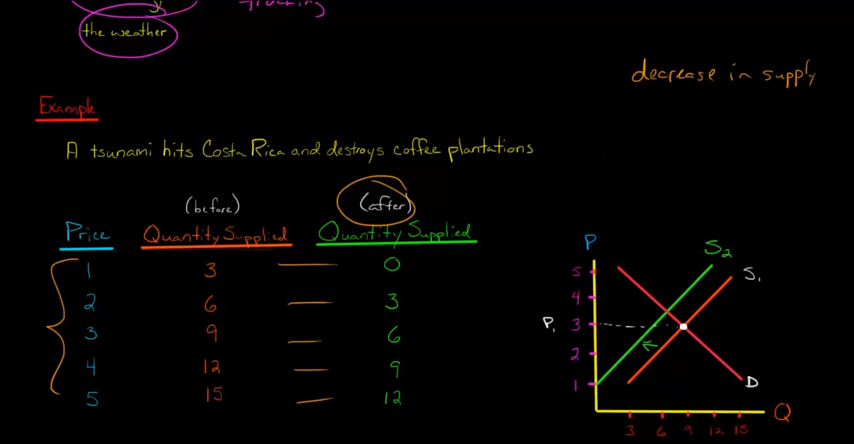 tracking
the weather
decrease in supply
Example
A tsunami hits Costa Rica and destroys coffee plantations
(before) (after)
Price Quantity Supplied Quantity Supplied
1 3 0
2 6 3
3 9 6
4 12 9
5 15 12
P
S2
S1
5
4
P1 3
2
1
D
Q
3 6 9 12 15